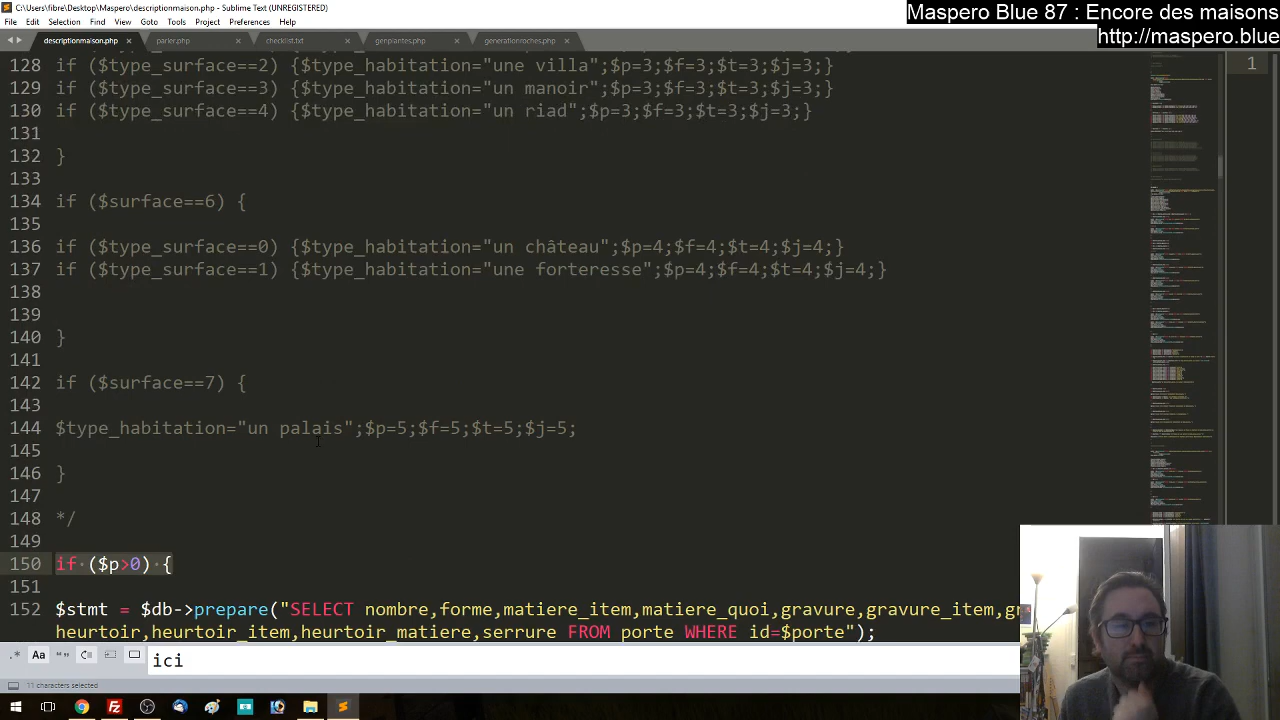 C:\Users\fibre\Desktop\Maspero\descriptionmaison.php - Sublime Text (UNREGISTERED)
Maspero Blue 87 : Encore des maisons
http://maspero.blue
File Edit Selection Find View Goto Tools Project Preferences Help
descriptionmaison.php × parler.php × checklist.txt × genplantes.php × generationroches.php ×
128 if ($type_surface==2) {$type_habitation="une villa";$p=3;$f=3;$t=3;$j=3;}
129 if ($type_surface==3) {$type_habitation="un manoir";$p=3;$f=3;$t=3;$j=3;}
130 if ($type_surface==4) {$type_habitation="un riad";$p=3;$f=3;$t=3;$j=3;}
131
132 }
133
134 if ($surface==6) {
135
136 if ($type_surface==0) {$type_habitation="un château";$p=4;$f=4;$t=4;$j=4;}
137 if ($type_surface==1) {$type_habitation="une forteresse";$p=4;$f=4;$t=4;$j=4;}
138
139
140 }
141
142 if ($surface==7) {
143
144 $type_habitation="un palais";$p=5;$f=5;$t=5;$j=5;
145
146 }
147
148 */
149
150 if ($p>0) {
151
152 $stmt = $db->prepare("SELECT nombre,forme,matiere_item,matiere_quoi,gravure,gravure_item,
heurtoir,heurtoir_item,heurtoir_matiere,serrure FROM porte WHERE id=$porte");
1
.* Aa “” ici
11 characters selected